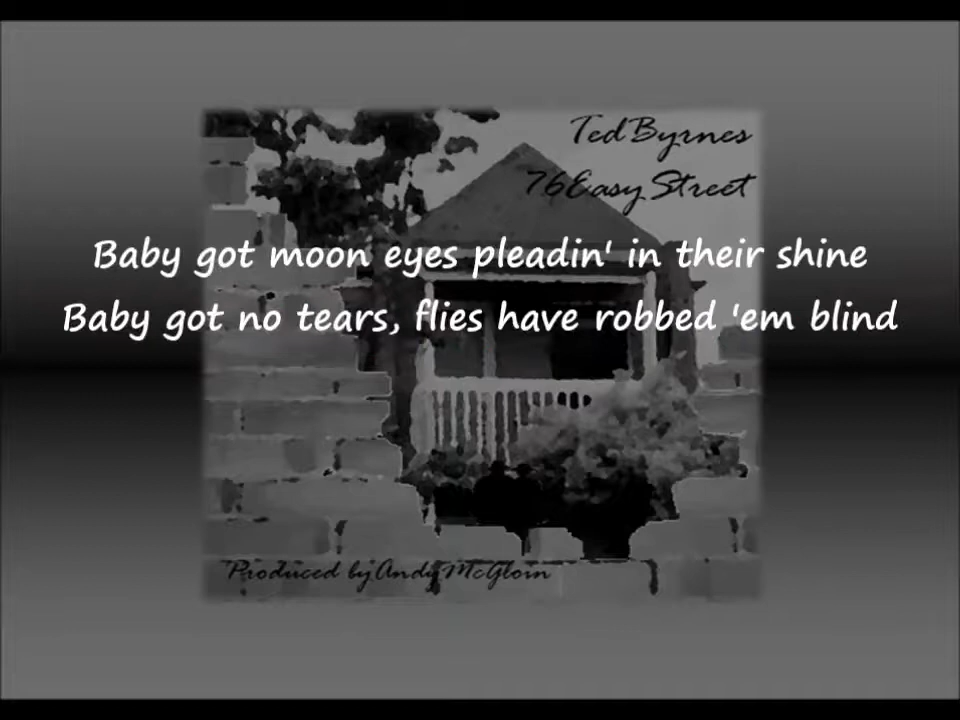 Ted Byrnes
76 Easy Street
Baby got moon eyes pleadin' in their shine
Baby got no tears, flies have robbed 'em blind
Produced by Andy McGloin